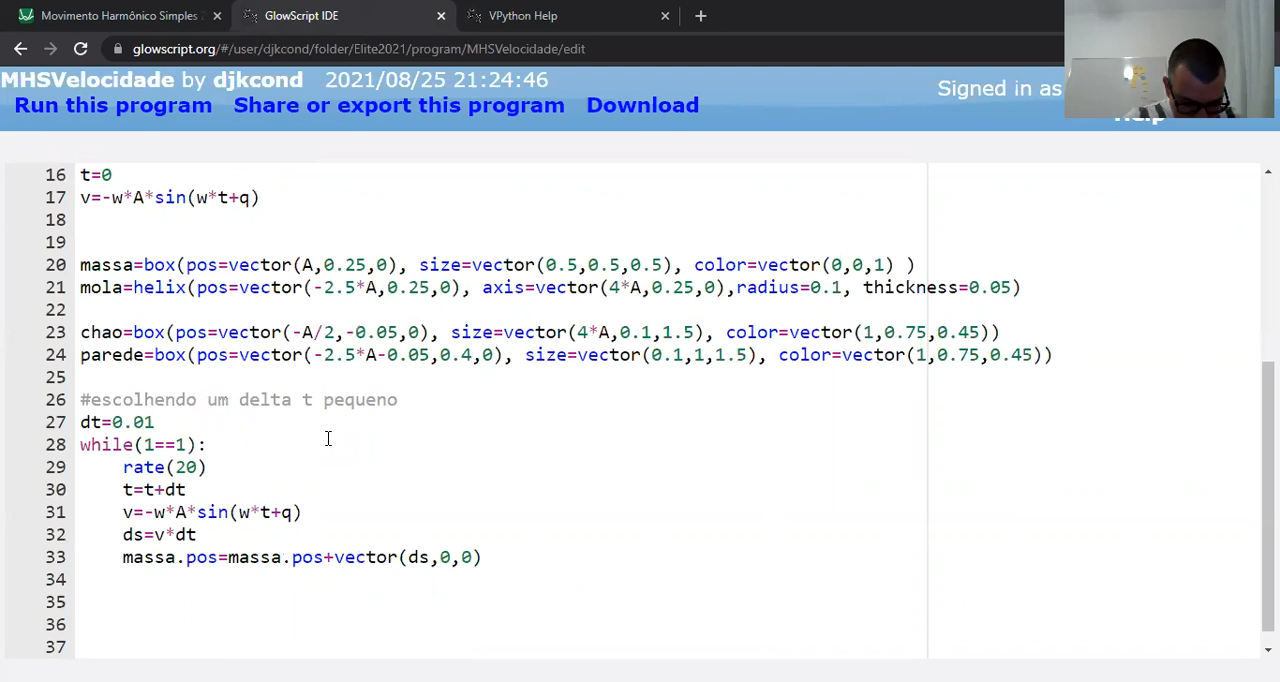 Movimento Harmônico Simples
GlowScript IDE
VPython Help
glowscript.org/#/user/djkcond/folder/Elite2021/program/MHSVelocidade/edit
MHSVelocidade by djkcond 2021/08/25 21:24:46
Signed in as
Run this program Share or export this program Download
Help
16 t=0
17 v=-w*A*sin(w*t+q)
18
19
20 massa=box(pos=vector(A,0.25,0), size=vector(0.5,0.5,0.5), color=vector(0,0,1) )
21 mola=helix(pos=vector(-2.5*A,0.25,0), axis=vector(4*A,0.25,0),radius=0.1, thickness=0.05)
22
23 chao=box(pos=vector(-A/2,-0.05,0), size=vector(4*A,0.1,1.5), color=vector(1,0.75,0.45))
24 parede=box(pos=vector(-2.5*A-0.05,0.4,0), size=vector(0.1,1,1.5), color=vector(1,0.75,0.45))
25
26 #escolhendo um delta t pequeno
27 dt=0.01
28 while(1==1):
29 rate(20)
30 t=t+dt
31 v=-w*A*sin(w*t+q)
32 ds=v*dt
33 massa.pos=massa.pos+vector(ds,0,0)
34
35
36
37